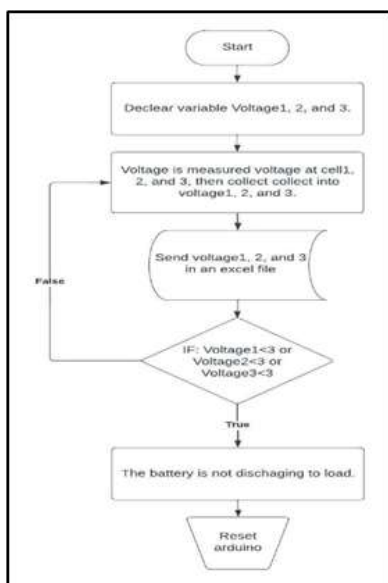 Start
Declear variable Voltage1, 2, and 3.
Voltage is measured voltage at cell1,
2, and 3, then collect collect into
voltage1, 2, and 3.
Send voltage1, 2, and 3
in an excel file
False
IF: Voltage1<3 or
Voltage2<3 or
Voltage3<3
True
The battery is not dischaging to load.
Reset
arduino